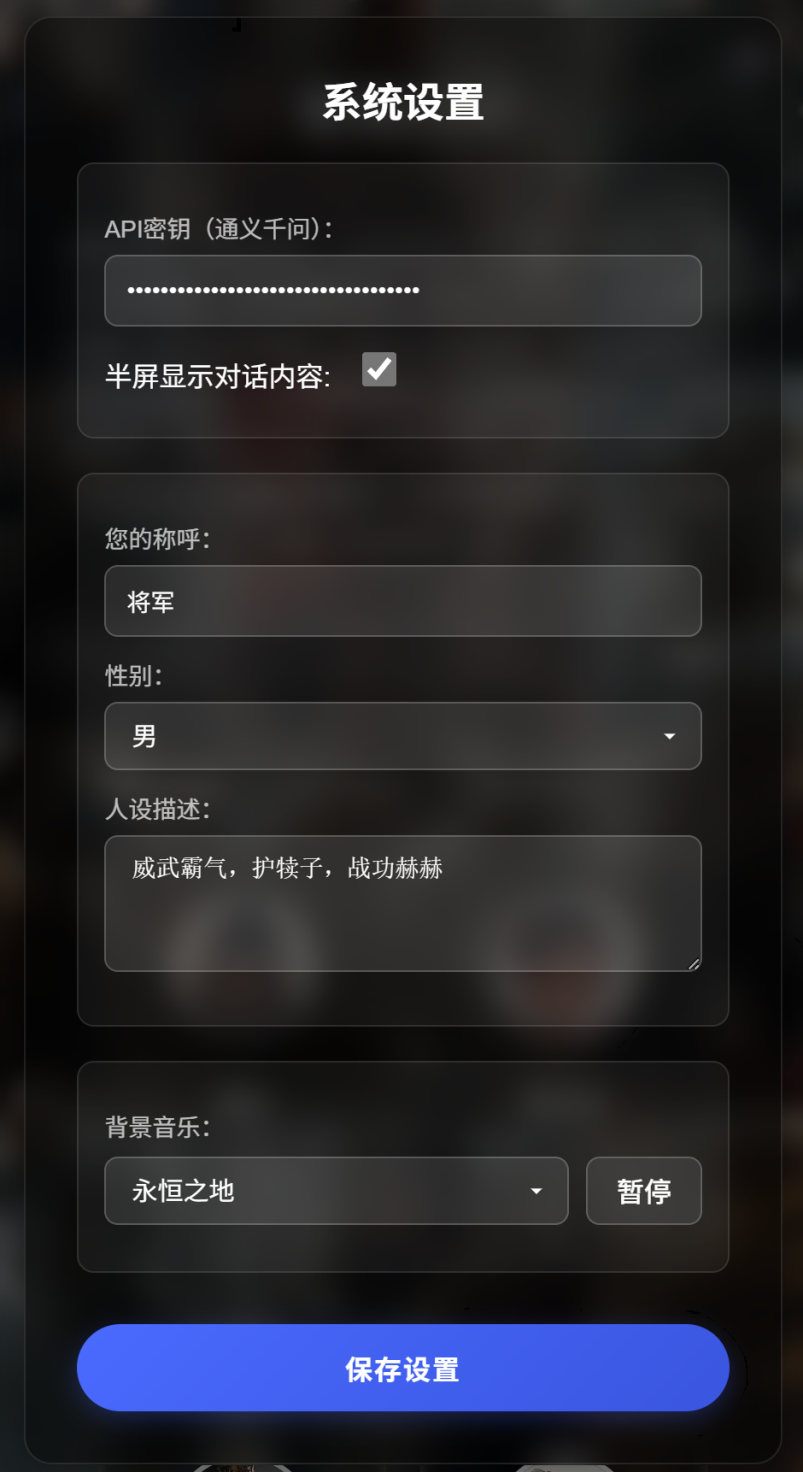 系统设置
API密钥（通义千问）：
•••••••••••••••••••••••••••••••••••
半屏显示对话内容:
您的称呼：
将军
性别：
男
人设描述：
威武霸气，护犊子，战功赫赫
背景音乐：
永恒之地
暂停
保存设置